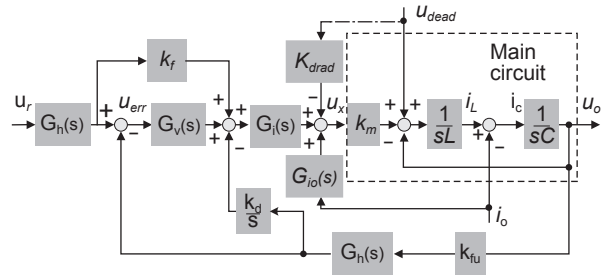 u_dead
k_f
K_drad
Main
circuit
u_r
G_h(s)
+
−
u_err
G_v(s)
+
+
−
+
G_i(s)
−
+
+
u_x
k_m
+
−
+
1/sL
i_L
+
−
i_c
1/sC
u_o
G_io(s)
k_d/s
i_o
G_h(s)
k_fu